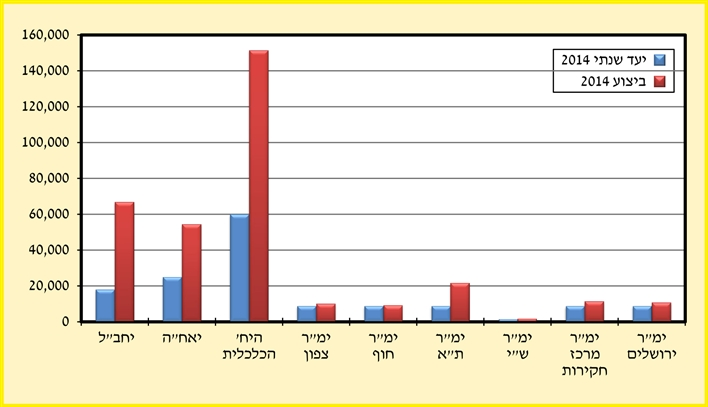 160,000
140,000
120,000
100,000
80,000
60,000
40,000
20,000
0
יעד שנתי 2014
ביצוע 2014
יחב"ל
יאח"ה
היח'
הכלכלית
ימ"ר
צפון
ימ"ר
חוף
ימ"ר
ת"א
ימ"ר
ש"י
ימ"ר
מרכז
חקירות
ימ"ר
ירושלים